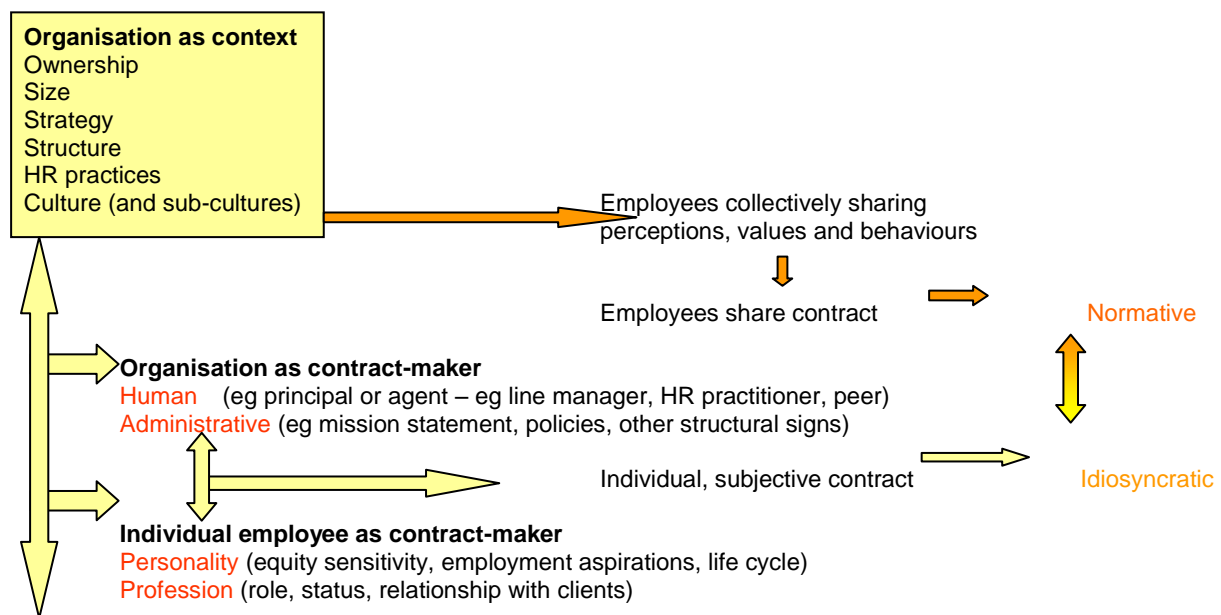 Organisation as context
Ownership
Size
Strategy
Structure
HR practices
Culture (and sub-cultures)
Employees collectively sharing
perceptions, values and behaviours
Employees share contract
Normative
Organisation as contract-maker
Human (eg principal or agent – eg line manager, HR practitioner, peer)
Administrative (eg mission statement, policies, other structural signs)
Individual, subjective contract
Idiosyncratic
Individual employee as contract-maker
Personality (equity sensitivity, employment aspirations, life cycle)
Profession (role, status, relationship with clients)